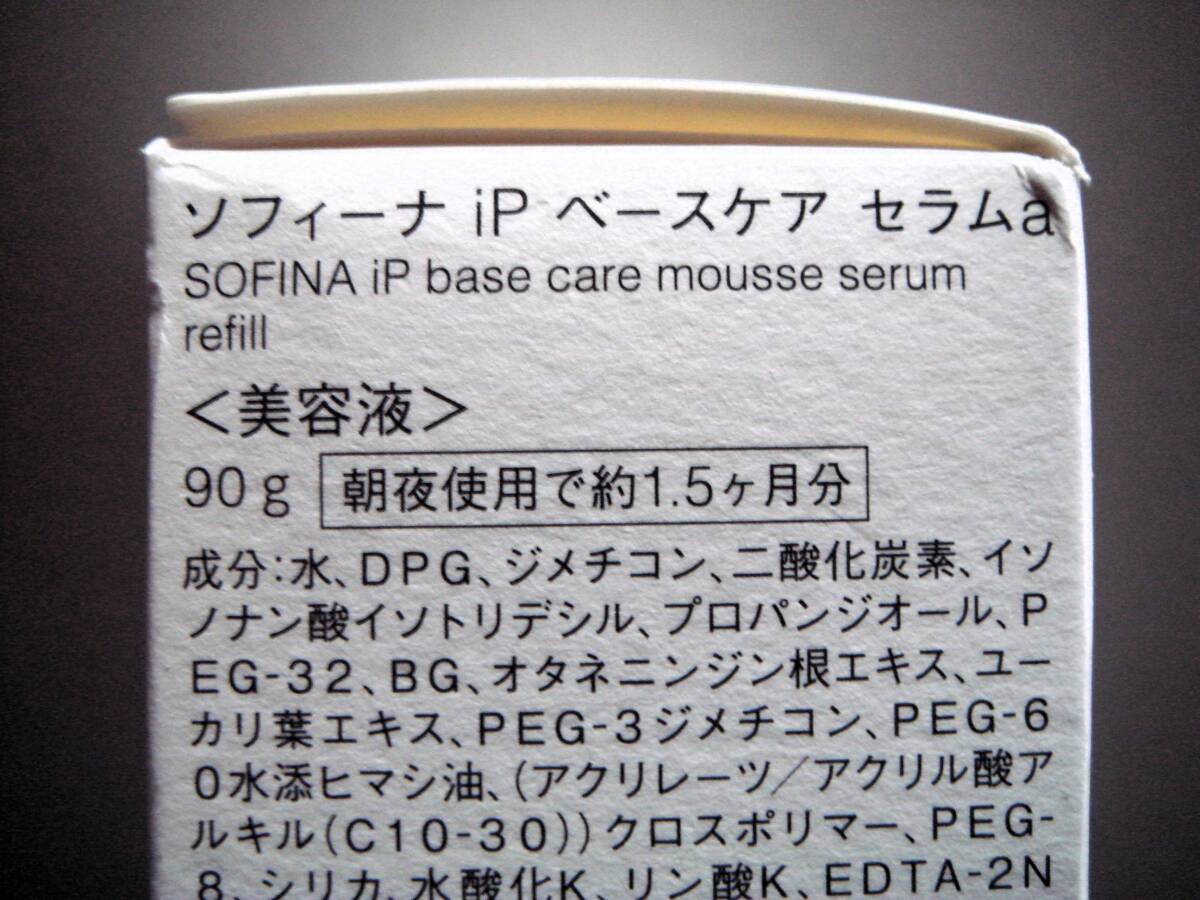 ソフィーナ iP ベースケア セラムa
SOFINA iP base care mousse serum
refill
＜美容液＞
90g 朝夜使用で約1.5ヶ月分
成分：水、DPG、ジメチコン、二酸化炭素、イソ
ノナン酸イソトリデシル、プロパンジオール、P
EG-32、BG、オタネニンジン根エキス、ユー
カリ葉エキス、PEG-3ジメチコン、PEG-6
0水添ヒマシ油、(アクリレーツ／アクリル酸ア
ルキル(C10-30))クロスポリマー、PEG-
8、シリカ、水酸化K、リン酸K、EDTA-2N